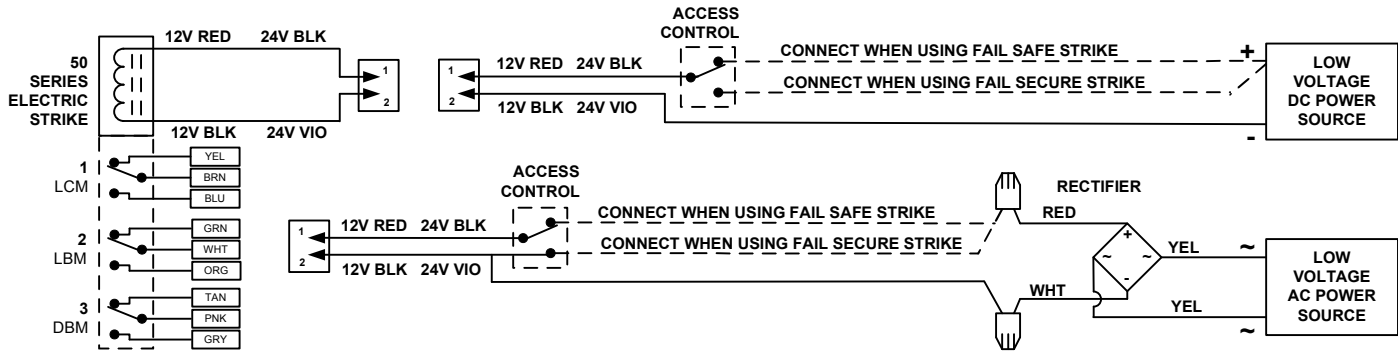 50
SERIES
ELECTRIC
STRIKE
12V RED 24V BLK
12V BLK 24V VIO
1
2
1
2
12V RED 24V BLK
12V BLK 24V VIO
ACCESS
CONTROL
CONNECT WHEN USING FAIL SAFE STRIKE
CONNECT WHEN USING FAIL SECURE STRIKE
+
-
LOW
VOLTAGE
DC POWER
SOURCE
1
LCM
YEL
BRN
BLU
2
LBM
GRN
WHT
ORG
3
DBM
TAN
PNK
GRY
1
2
12V RED 24V BLK
12V BLK 24V VIO
ACCESS
CONTROL
CONNECT WHEN USING FAIL SAFE STRIKE
CONNECT WHEN USING FAIL SECURE STRIKE
RECTIFIER
RED
WHT
+
~ ~
-
YEL
YEL
~
~
LOW
VOLTAGE
AC POWER
SOURCE